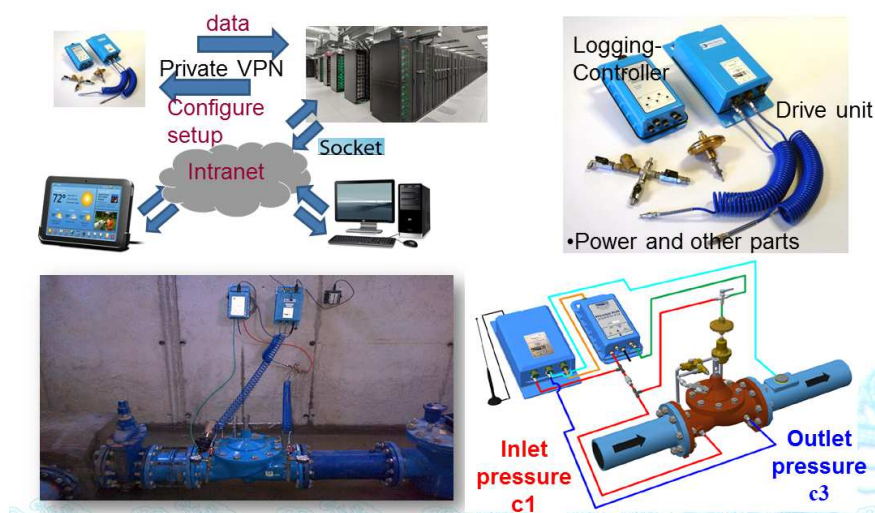 data
Private VPN
Configure
setup
Socket
Intranet
72°
Logging-
Controller
Drive unit
•Power and other parts
Inlet
pressure
c1
Outlet
pressure
c3